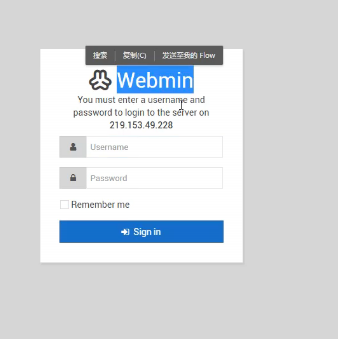 搜索 复制(C) 发送至我的 Flow
Webmin
You must enter a username and
password to login to the server on
219.153.49.228
Username
Password
Remember me
Sign in